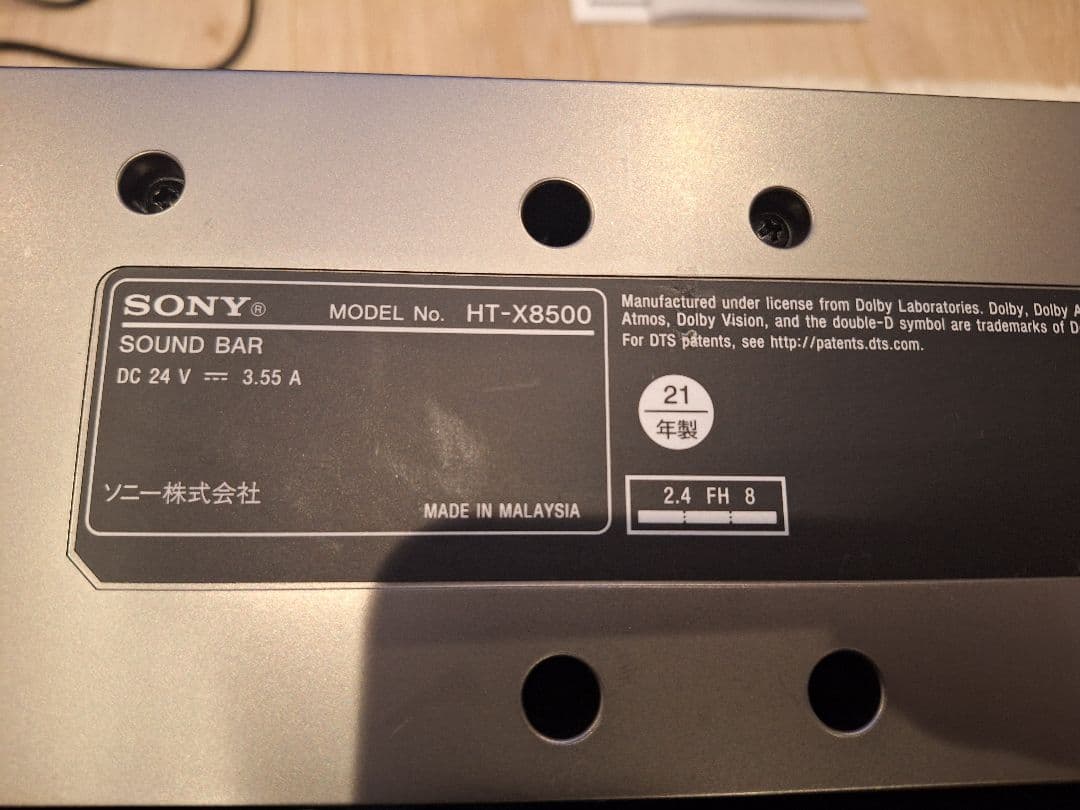 SONY® MODEL No. HT-X8500
SOUND BAR
DC 24 V ⎓ 3.55 A
ソニー株式会社
MADE IN MALAYSIA
Manufactured under license from Dolby Laboratories. Dolby, Dolby A
Atmos, Dolby Vision, and the double-D symbol are trademarks of D
For DTS patents, see http://patents.dts.com.
21
年製
2.4 FH 8